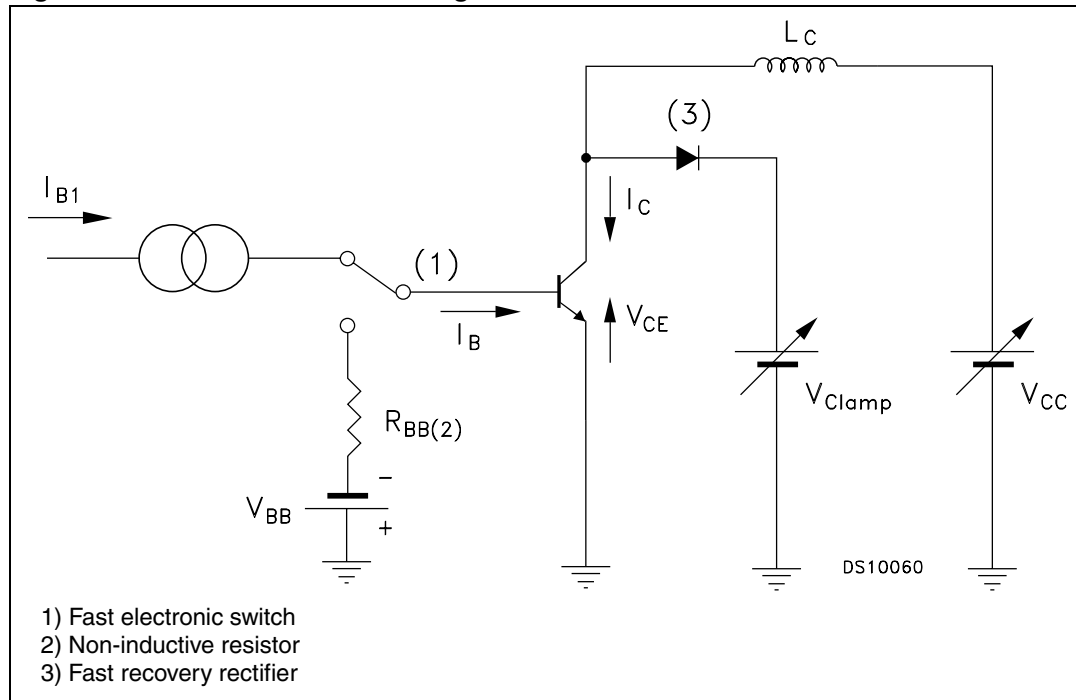 L C
(3)
I B1
I C
(1)
I B
V CE
R BB(2)
V Clamp
V CC
V BB
−
+
DS10060
1) Fast electronic switch
2) Non-inductive resistor
3) Fast recovery rectifier